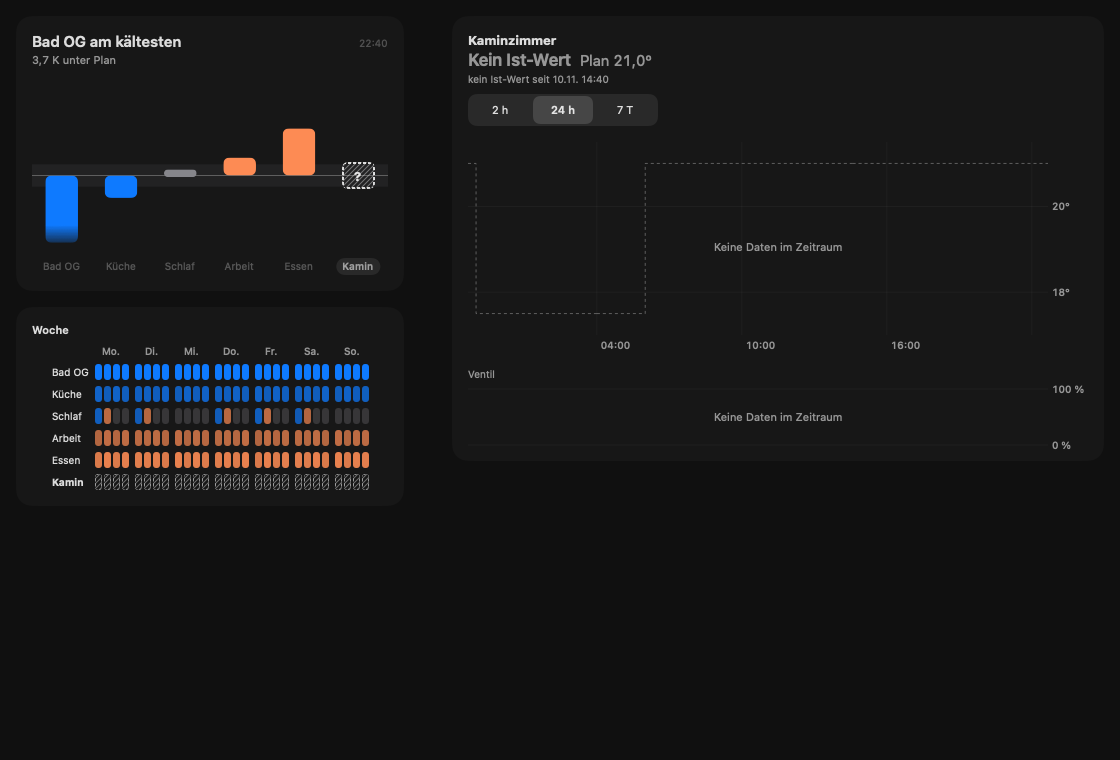 Bad OG am kältesten
22:40
3,7 K unter Plan
?
Bad OG Küche Schlaf Arbeit Essen Kamin
Woche
Mo. Di. Mi. Do. Fr. Sa. So.
Bad OG
Küche
Schlaf
Arbeit
Essen
Kamin
Kaminzimmer
Kein Ist-Wert Plan 21,0°
kein Ist-Wert seit 10.11. 14:40
2 h 24 h 7 T
20°
Keine Daten im Zeitraum
18°
04:00 10:00 16:00
Ventil
100 %
Keine Daten im Zeitraum
0 %